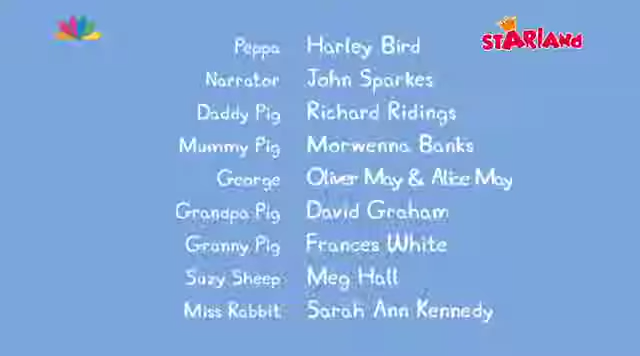 STARLAND
Peppa Harley Bird
Narrator John Sparkes
Daddy Pig Richard Ridings
Mummy Pig Morwenna Banks
George Oliver May & Alice May
Grandpa Pig David Graham
Granny Pig Frances White
Suzy Sheep Meg Hall
Miss Rabbit Sarah Ann Kennedy